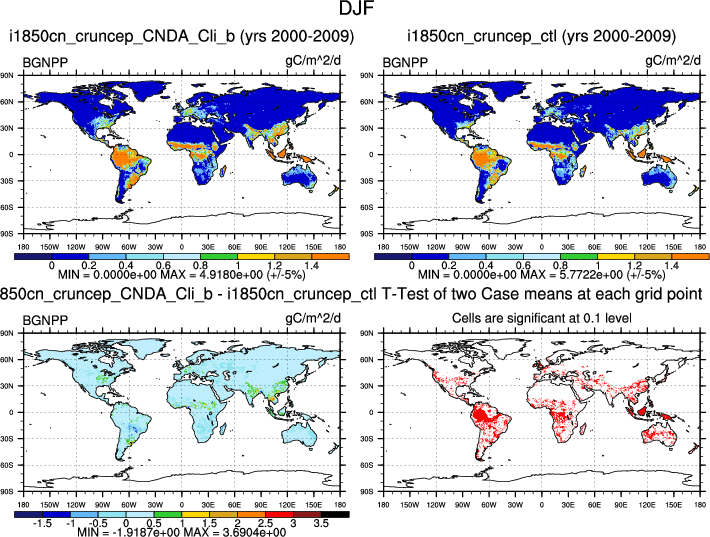 DJF
i1850cn_cruncep_CNDA_Cli_b (yrs 2000-2009)
i1850cn_cruncep_ctl (yrs 2000-2009)
BGNPP gC/m^2/d
BGNPP gC/m^2/d
90N
60N
30N
0
30S
60S
90S
180 150W 120W 90W 60W 30W 0 30E 60E 90E 120E 150E 180
0 0.2 0.4 0.6 0.8 1 1.2 1.4
MIN = 0.0000e+00 MAX = 4.9180e+00 (+/-5%)
90N
60N
30N
0
30S
60S
90S
180 150W 120W 90W 60W 30W 0 30E 60E 90E 120E 150E 180
0 0.2 0.4 0.6 0.8 1 1.2 1.4
MIN = 0.0000e+00 MAX = 5.7722e+00 (+/-5%)
850cn_cruncep_CNDA_Cli_b - i1850cn_cruncep_ctl T-Test of two Case means at each grid point
BGNPP gC/m^2/d
Cells are significant at 0.1 level
90N
60N
30N
0
30S
60S
90S
180 150W 120W 90W 60W 30W 0 30E 60E 90E 120E 150E 180
-1.5 -1 -0.5 0 0.5 1 1.5 2 2.5 3 3.5
MIN = -1.9187e+00 MAX = 3.6904e+00
90N
60N
30N
0
30S
60S
90S
180 150W 120W 90W 60W 30W 0 30E 60E 90E 120E 150E 180